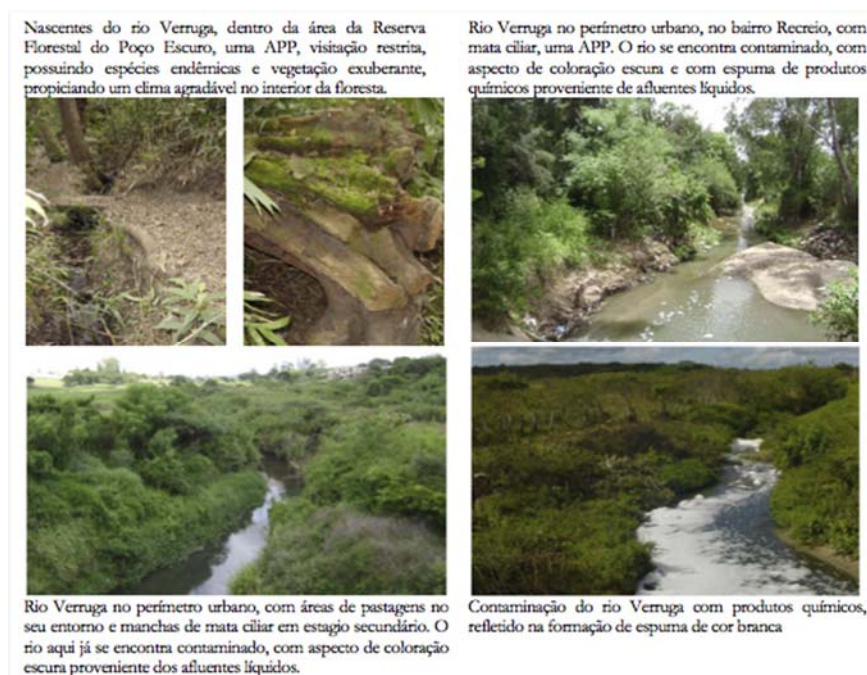 Nascentes do rio Verruga, dentro da área da Reserva
Florestal do Poço Escuro, uma APP, visitação restrita,
possuindo espécies endêmicas e vegetação exuberante,
propiciando um clima agradável no interior da floresta.
Rio Verruga no perímetro urbano, no bairro Recreio, com
mata ciliar, uma APP. O rio se encontra contaminado, com
aspecto de coloração escura e com espuma de produtos
químicos proveniente de afluentes líquidos.
Rio Verruga no perímetro urbano, com áreas de pastagens no
seu entorno e manchas de mata ciliar em estagio secundário. O
rio aqui já se encontra contaminado, com aspecto de coloração
escura proveniente dos afluentes líquidos.
Contaminação do rio Verruga com produtos químicos,
refletido na formação de espuma de cor branca